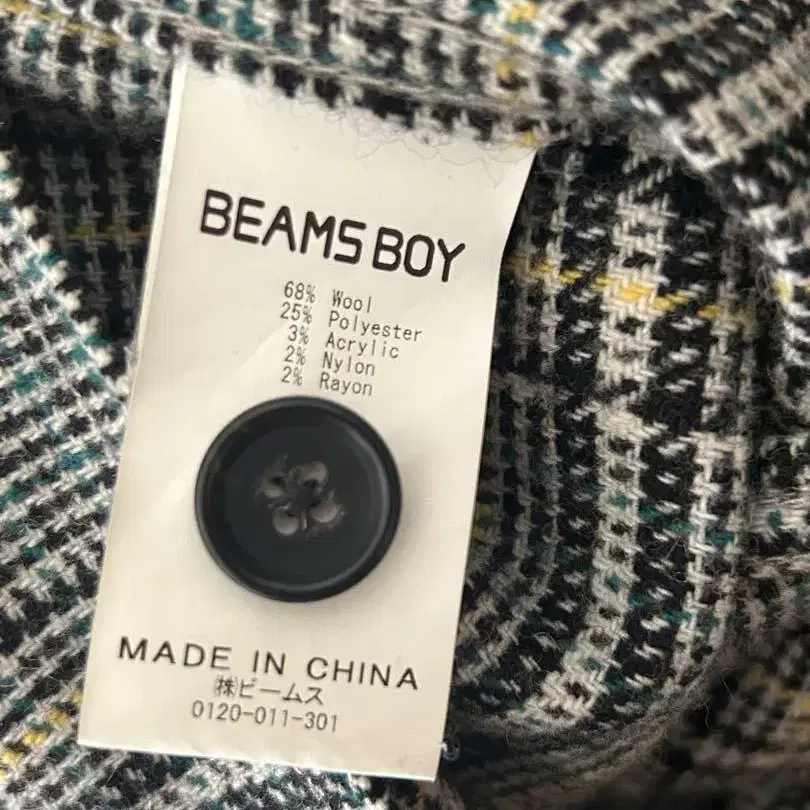 BEAMS BOY
68% Wool
25% Polyester
3% Acrylic
2% Nylon
2% Rayon
MADE IN CHINA
㈱ビームス
0120-011-301